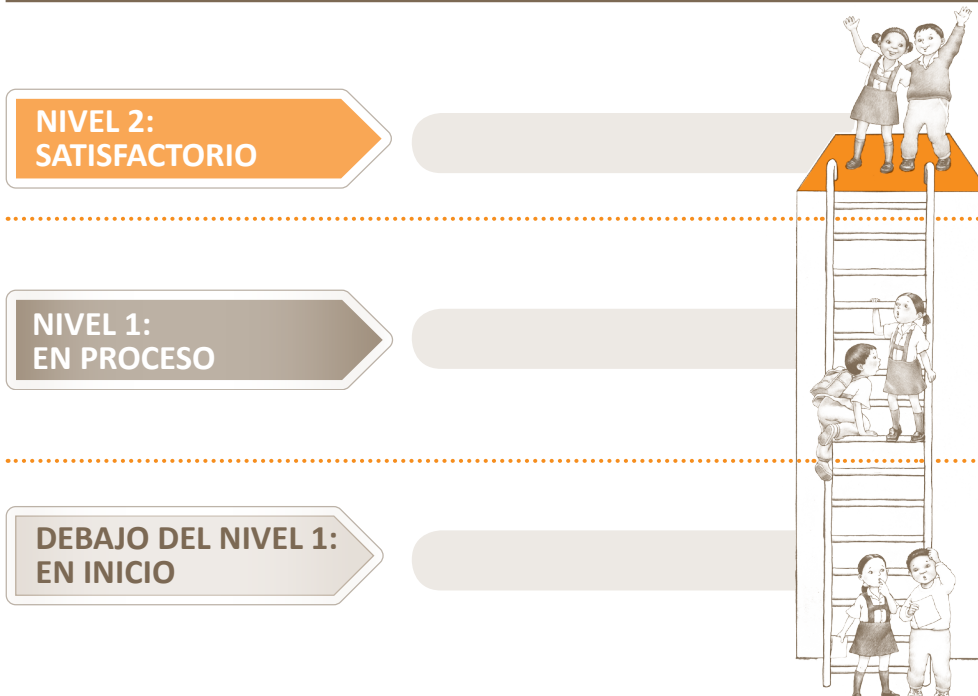 NIVEL 2:
SATISFACTORIO
NIVEL 1:
EN PROCESO
DEBAJO DEL NIVEL 1:
EN INICIO